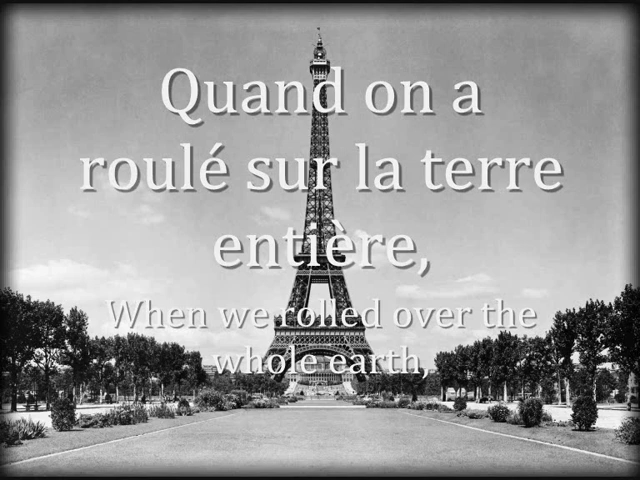 Quand on a
roulé sur la terre
entière,
When we rolled over the
whole earth,